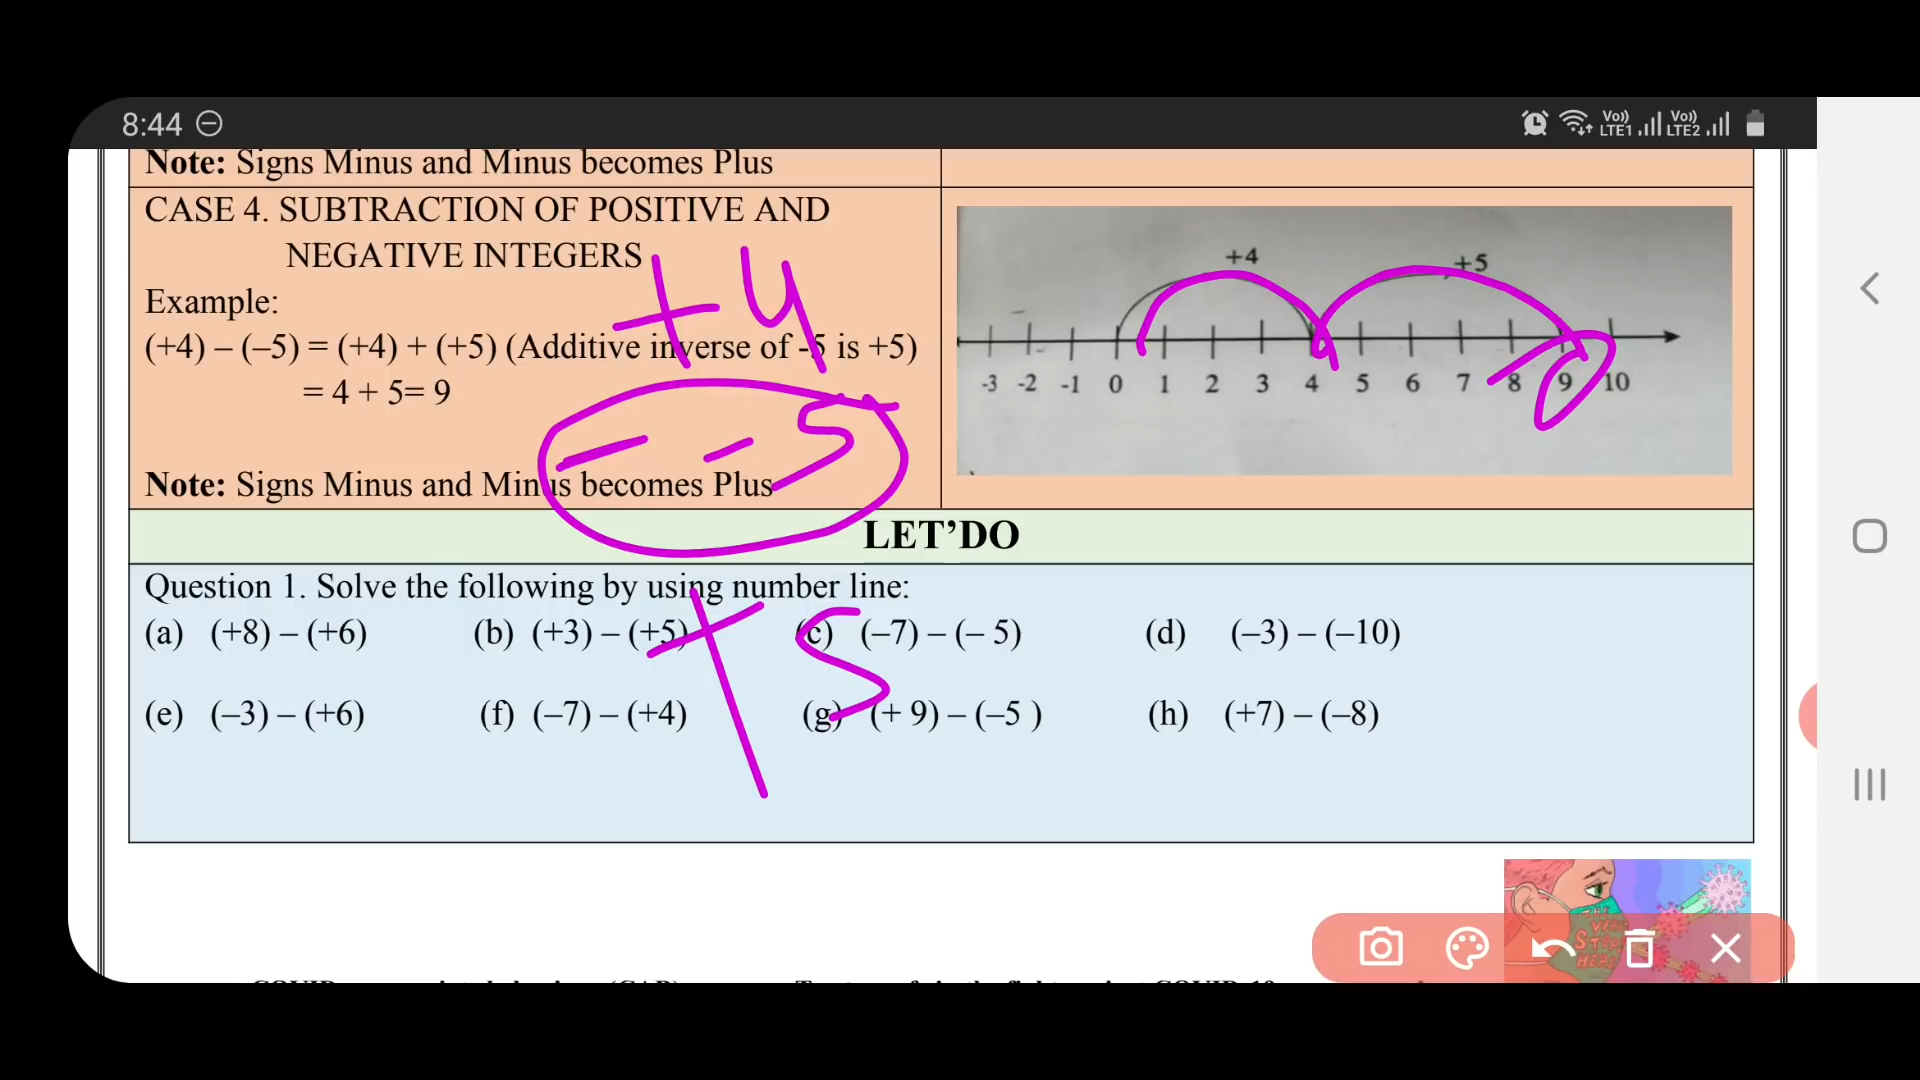 8:44
Vo)) LTE1 Vo)) LTE2
Note: Signs Minus and Minus becomes Plus
CASE 4. SUBTRACTION OF POSITIVE AND
NEGATIVE INTEGERS
Example:
(+4) – (–5) = (+4) + (+5) (Additive inverse of -5 is +5)
= 4 + 5= 9
Note: Signs Minus and Minus becomes Plus
+4
- -5
+5
+4 +5
-3 -2 -1 0 1 2 3 4 5 6 7 8 9 10
LET’DO
Question 1. Solve the following by using number line:
(a) (+8) – (+6) (b) (+3) – (+5) (c) (–7) – (– 5) (d) (–3) – (–10)
(e) (–3) – (+6) (f) (–7) – (+4) (g) (+ 9) – (–5 ) (h) (+7) – (–8)